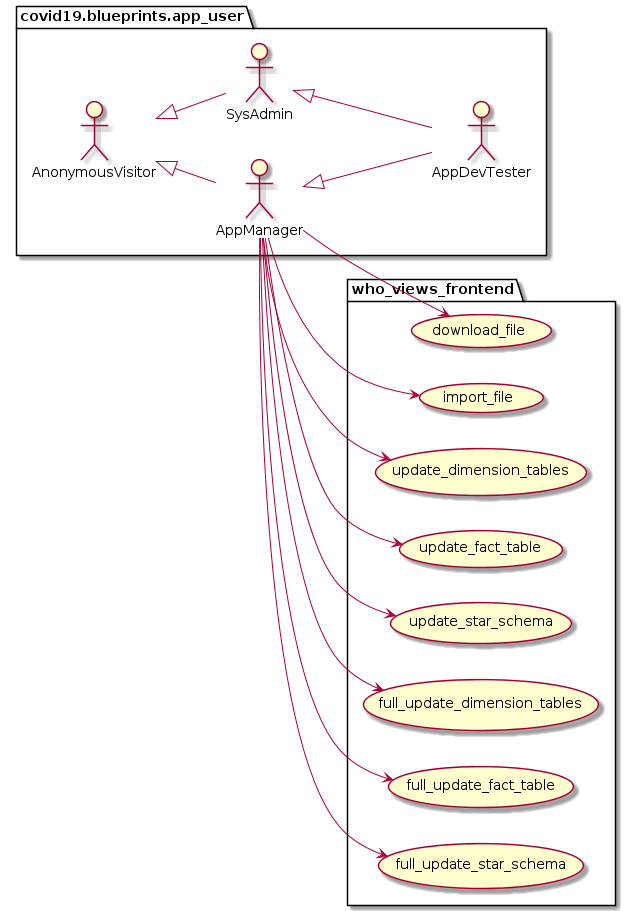 covid19.blueprints.app_user
SysAdmin
AnonymousVisitor
AppDevTester
AppManager
who_views_frontend
download_file
import_file
update_dimension_tables
update_fact_table
update_star_schema
full_update_dimension_tables
full_update_fact_table
full_update_star_schema